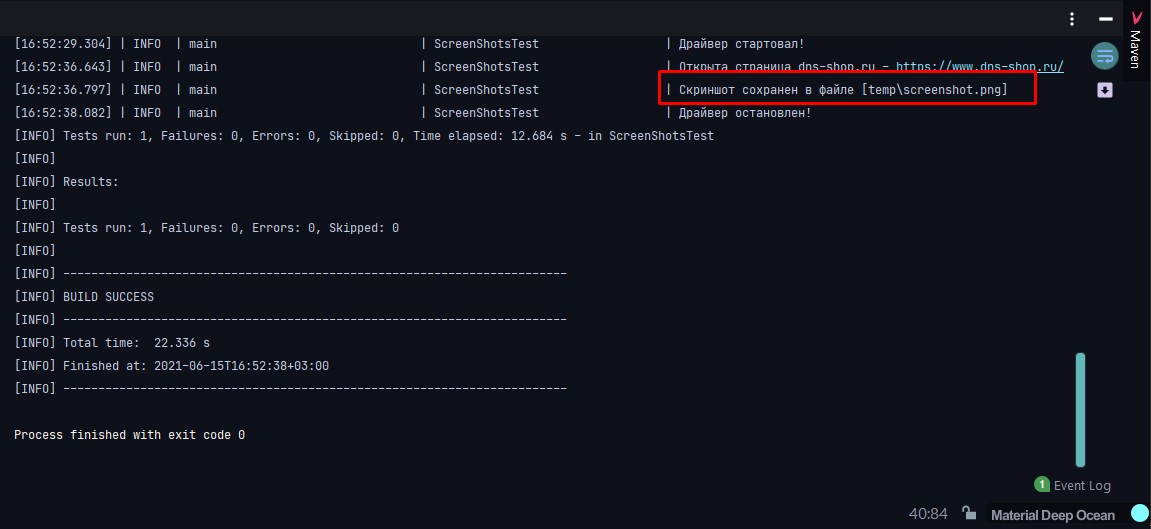 [16:52:29.304] | INFO  | main                             | ScreenShotsTest                  | Драйвер стартовал!
[16:52:36.643] | INFO  | main                             | ScreenShotsTest                  | Открыта страница dns-shop.ru - https://www.dns-shop.ru/
[16:52:36.797] | INFO  | main                             | ScreenShotsTest                  | Скриншот сохранен в файле [temp\screenshot.png]
[16:52:38.082] | INFO  | main                             | ScreenShotsTest                  | Драйвер остановлен!
[INFO] Tests run: 1, Failures: 0, Errors: 0, Skipped: 0, Time elapsed: 12.684 s - in ScreenShotsTest
[INFO]
[INFO] Results:
[INFO]
[INFO] Tests run: 1, Failures: 0, Errors: 0, Skipped: 0
[INFO]
[INFO] ------------------------------------------------------------------------
[INFO] BUILD SUCCESS
[INFO] ------------------------------------------------------------------------
[INFO] Total time:  22.336 s
[INFO] Finished at: 2021-06-15T16:52:38+03:00
[INFO] ------------------------------------------------------------------------
Process finished with exit code 0
Maven
1 Event Log
40:84 Material Deep Ocean